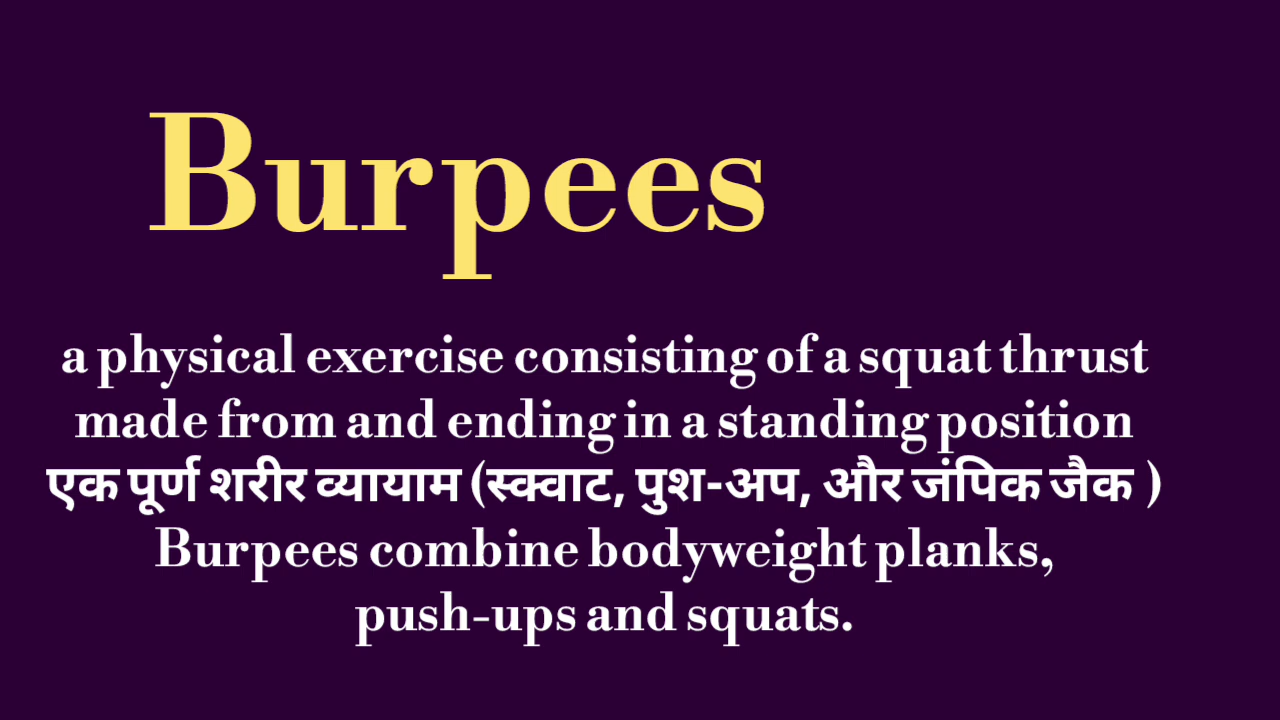 Burpees
a physical exercise consisting of a squat thrust
made from and ending in a standing position
एक पूर्ण शरीर व्यायाम (स्क्वाट, पुश-अप, और जंपिक जैक )
Burpees combine bodyweight planks,
push-ups and squats.